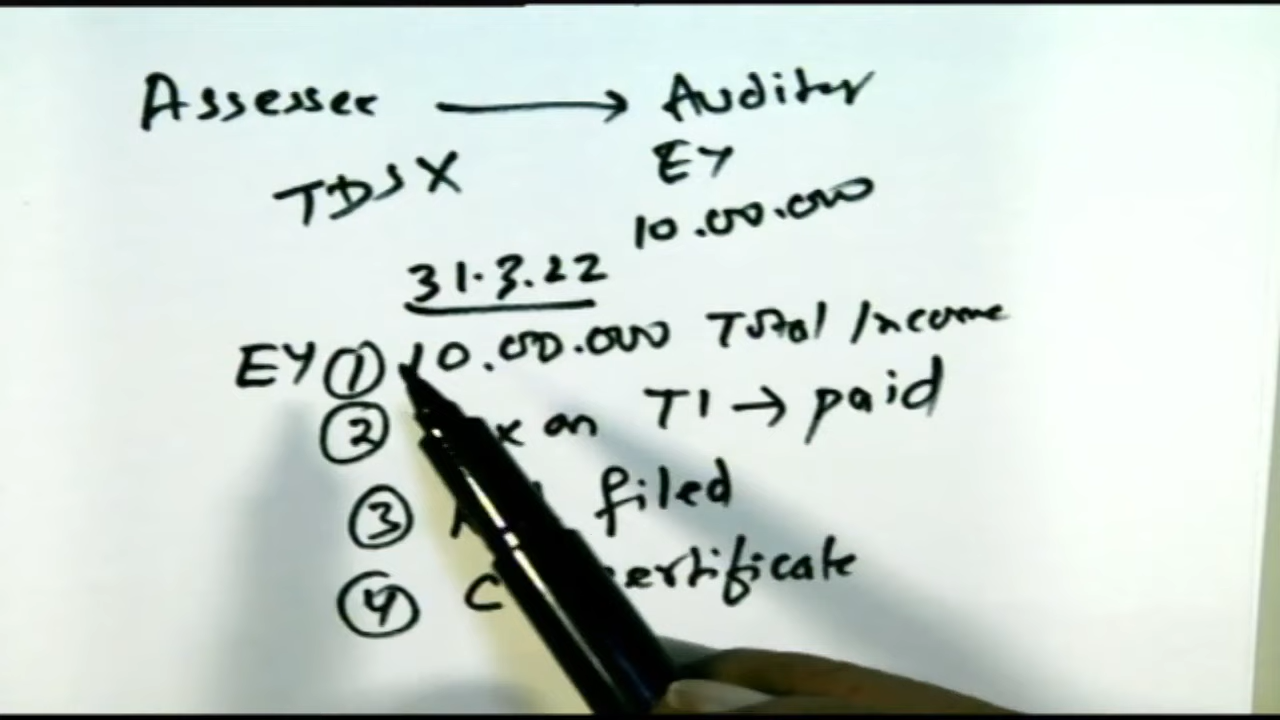 Assessee → Auditor
TDS X EY
10.00.000
31.3.22
EY ① 10.00.000 Total Income
② on TI → paid
③ filed
④ C